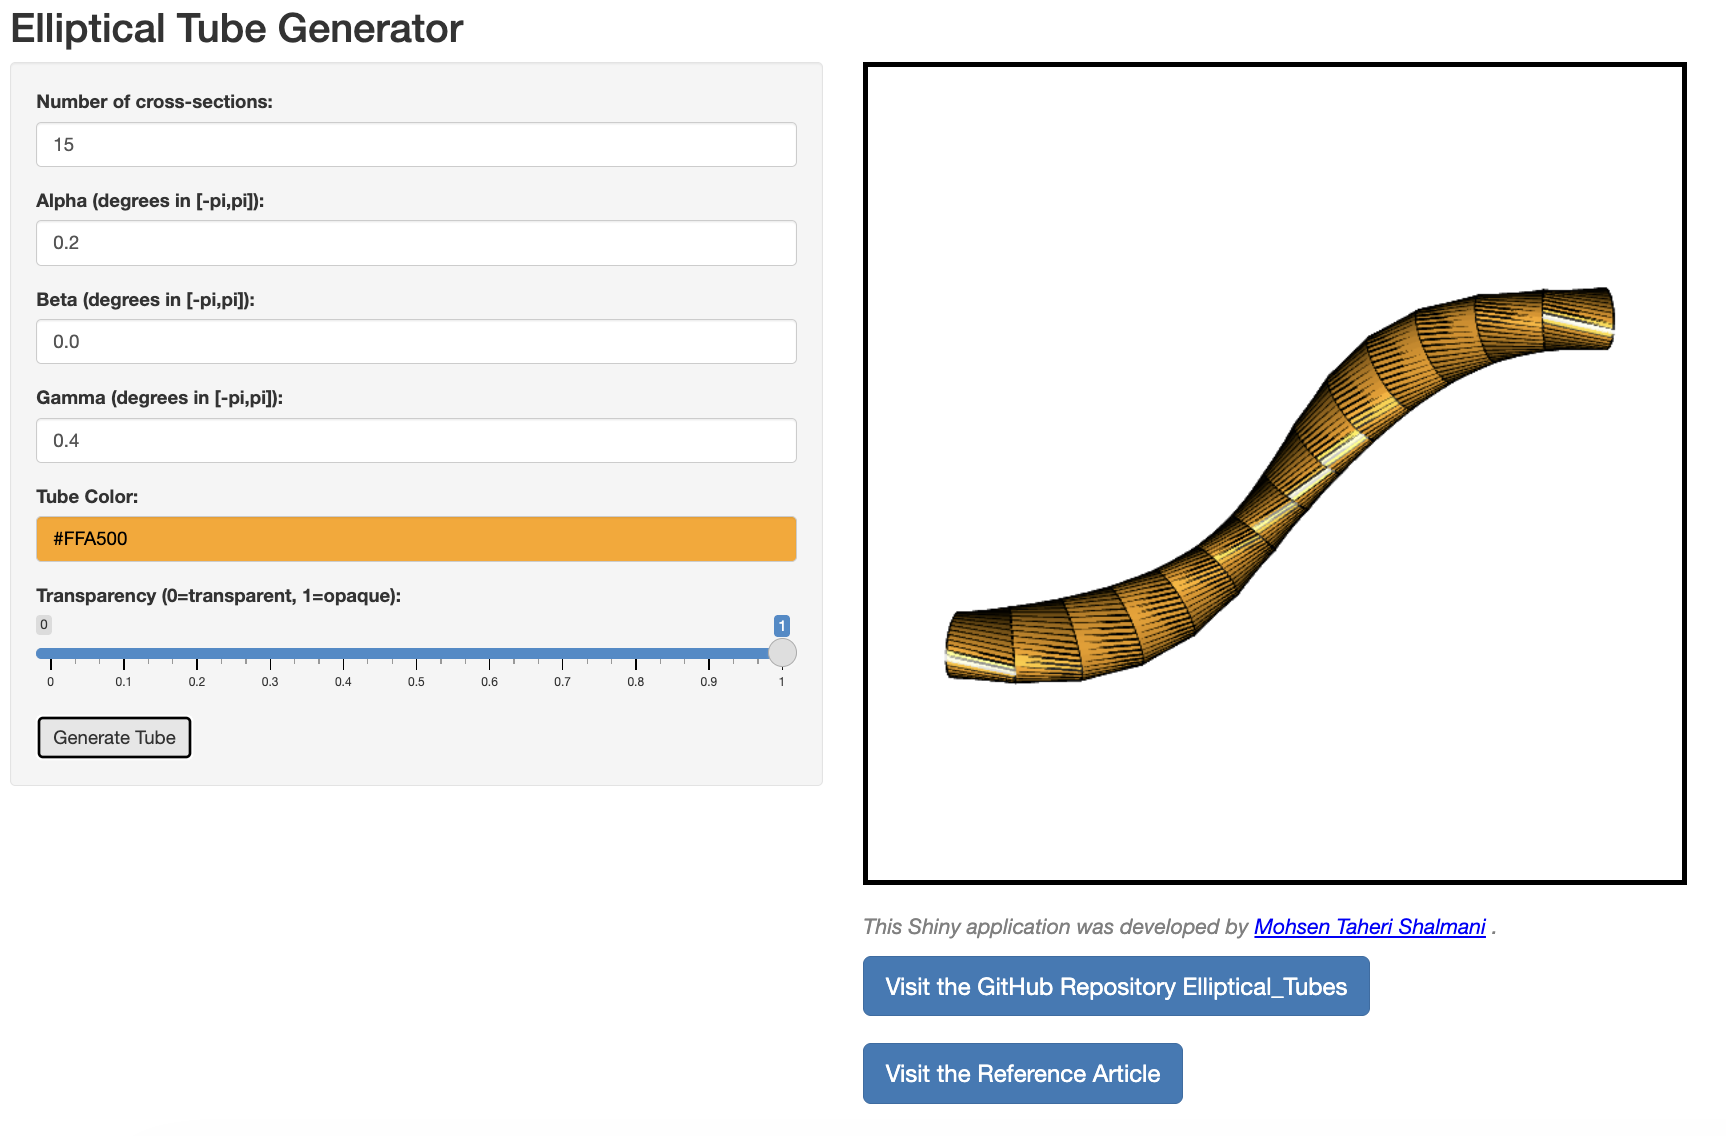 Elliptical Tube Generator
Number of cross-sections:
15
Alpha (degrees in [-pi,pi]):
0.2
Beta (degrees in [-pi,pi]):
0.0
Gamma (degrees in [-pi,pi]):
0.4
Tube Color:
#FFA500
Transparency (0=transparent, 1=opaque):
0 1
0 0.1 0.2 0.3 0.4 0.5 0.6 0.7 0.8 0.9 1
Generate Tube
This Shiny application was developed by Mohsen Taheri Shalmani .
Visit the GitHub Repository Elliptical_Tubes
Visit the Reference Article